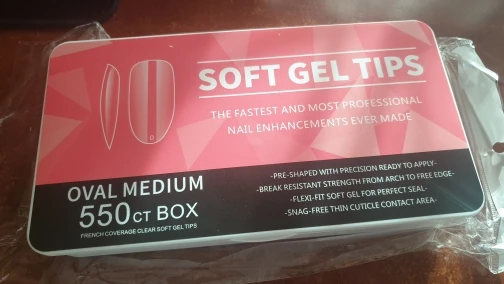 SOFT GEL TIPS
THE FASTEST AND MOST PROFESSIONAL
NAIL ENHANCEMENTS EVER MADE
OVAL MEDIUM
550 CT BOX
FRENCH COVERAGE CLEAR SOFT GEL TIPS
-PRE-SHAPED WITH PRECISION READY TO APPLY-
-BREAK RESISTANT STRENGTH FROM ARCH TO FREE EDGE-
-FLEXI-FIT SOFT GEL FOR PERFECT SEAL-
-SNAG-FREE THIN CUTICLE CONTACT AREA-